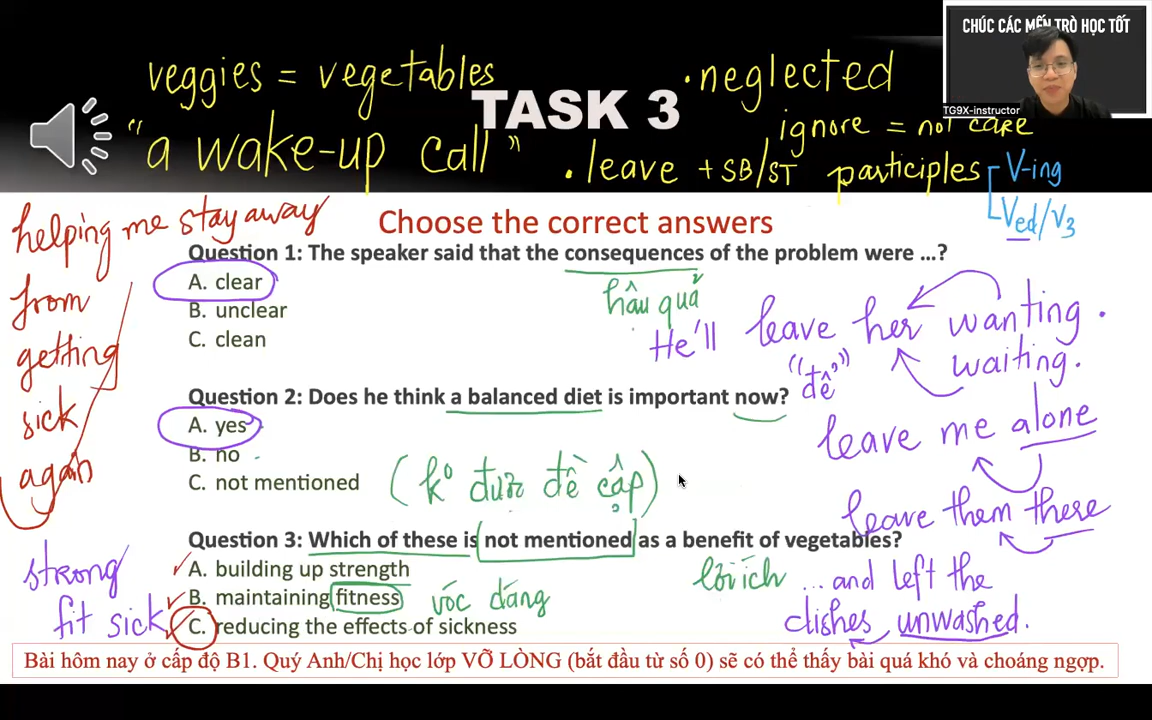 CHÚC CÁC MẾN TRÒ HỌC TỐT
TG9X-instructor
veggies = vegetables
"a wake-up call"
TASK 3
• neglected
ignore = not care
• leave + SB/ST participles
V-ing
Ved/V3
helping me stay away
from
getting
sick
again
Choose the correct answers
Question 1: The speaker said that the consequences of the problem were ...?
A. clear
B. unclear
C. clean
hậu quả
He'll leave her wanting.
waiting.
"để"
Question 2: Does he think a balanced diet is important now?
A. yes
B. no
C. not mentioned
(ko được đề cập)
leave me alone
leave them there
Question 3: Which of these is not mentioned as a benefit of vegetables?
A. building up strength
B. maintaining fitness
C. reducing the effects of sickness
vóc dáng
lợi ích
strong
fit sick
... and left the
dishes unwashed.
Bài hôm nay ở cấp độ B1. Quý Anh/Chị học lớp VỠ LÒNG (bắt đầu từ số 0) sẽ có thể thấy bài quá khó và choáng ngợp.